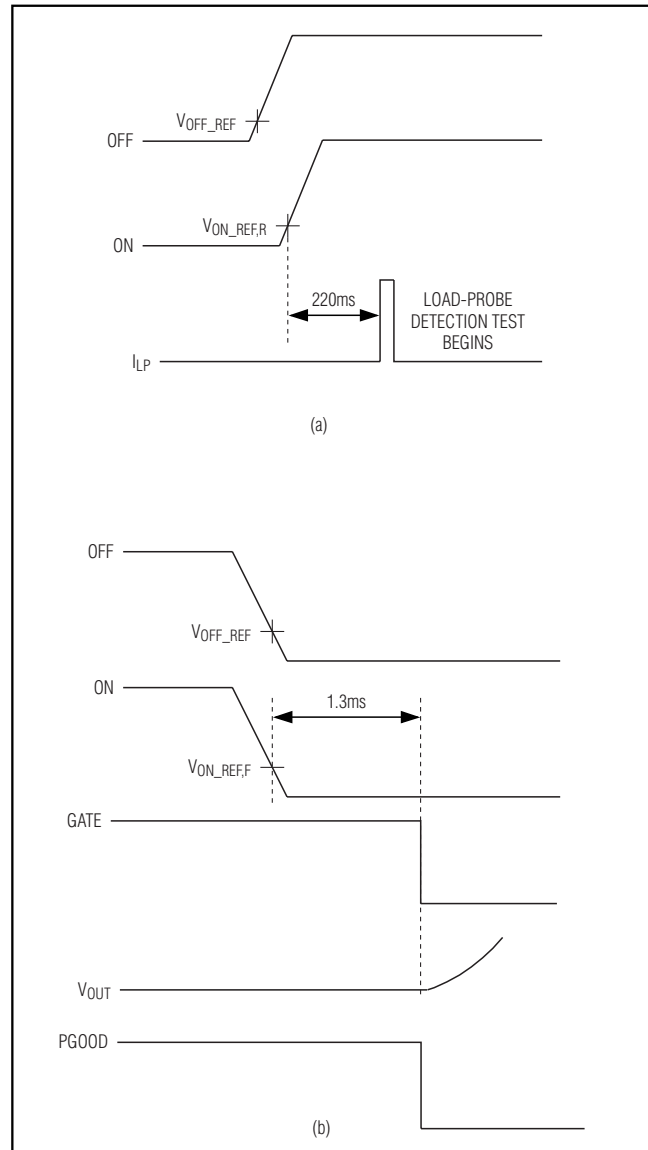 VOFF_REF
OFF
VON_REF,R
ON
220ms
LOAD-PROBE
DETECTION TEST
BEGINS
ILP
(a)
OFF
VOFF_REF
ON
1.3ms
VON_REF,F
GATE
VOUT
PGOOD
(b)